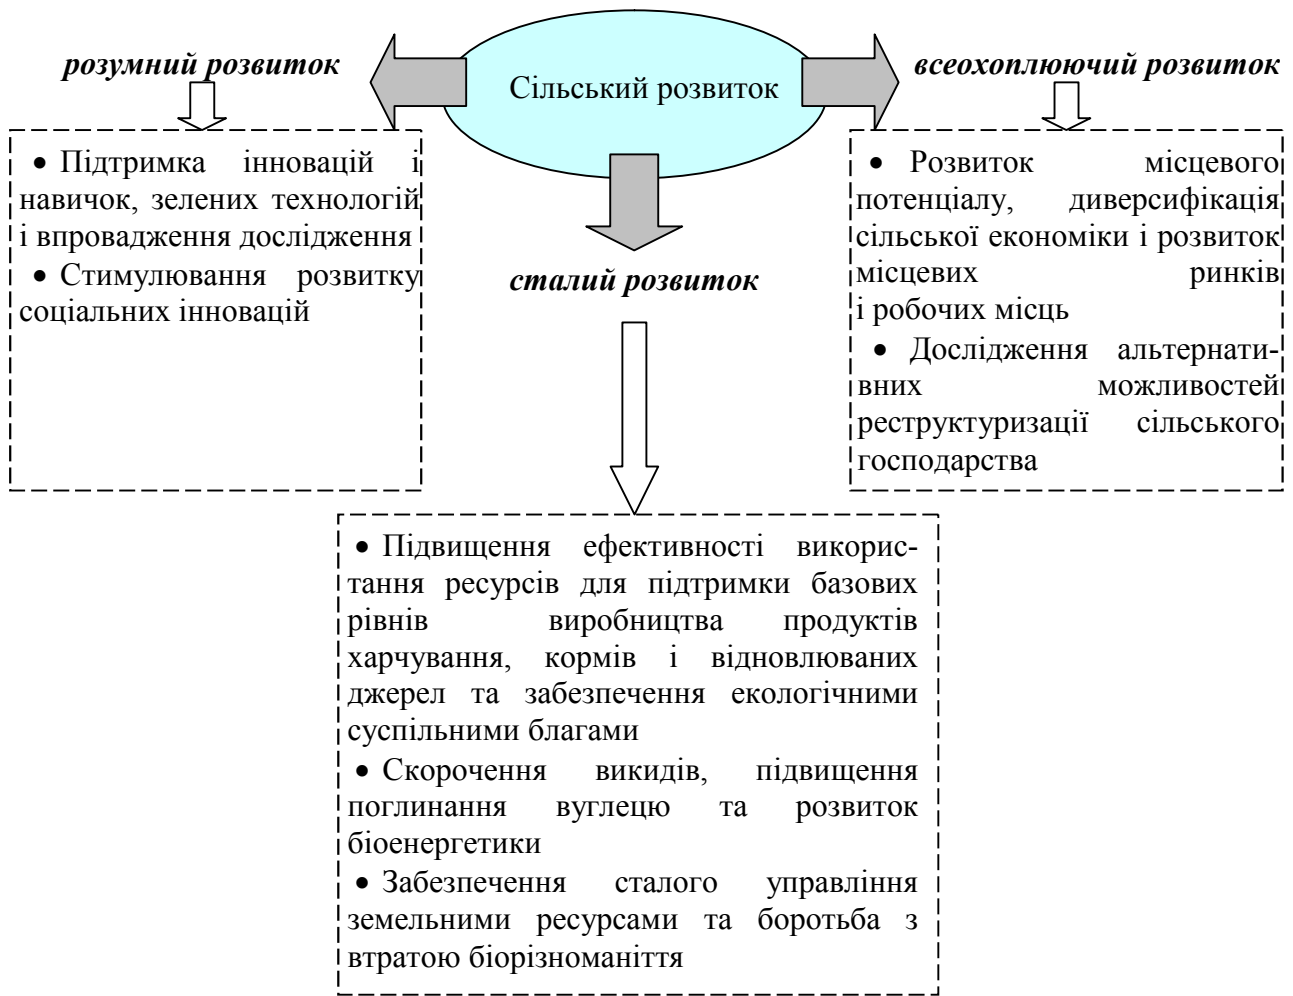 Сільський розвиток
розумний розвиток
• Підтримка інновацій і
навичок, зелених технологій
і впровадження дослідження
• Стимулювання розвитку
соціальних інновацій
сталий розвиток
• Підвищення ефективності викорис-
тання ресурсів для підтримки базових
рівнів виробництва продуктів
харчування, кормів і відновлюваних
джерел та забезпечення екологічними
суспільними благами
• Скорочення викидів, підвищення
поглинання вуглецю та розвиток
біоенергетики
• Забезпечення сталого управління
земельними ресурсами та боротьба з
втратою біорізноманіття
всеохоплюючий розвиток
• Розвиток місцевого
потенціалу, диверсифікація
сільської економіки і розвиток
місцевих ринків
і робочих місць
• Дослідження альтернати-
вних можливостей
реструктуризації сільського
господарства